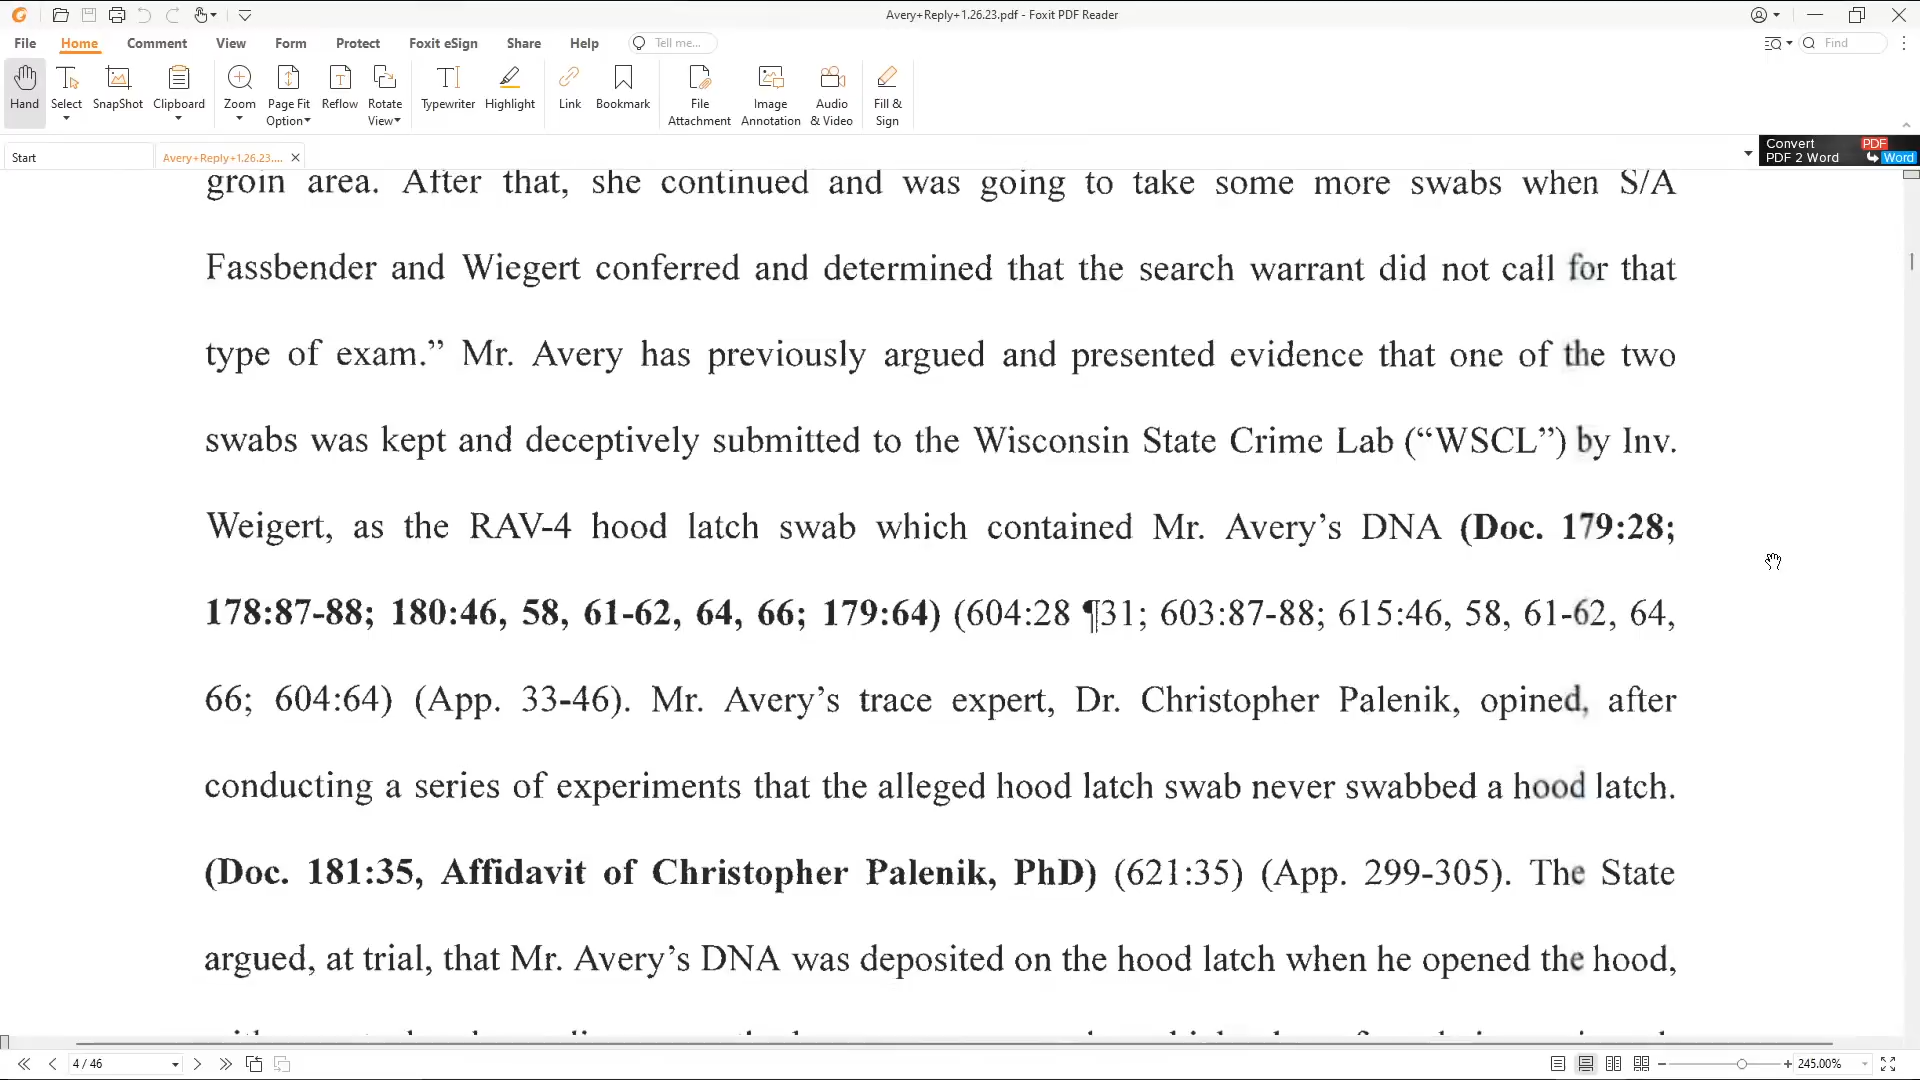 Avery+Reply+1.26.23.pdf - Foxit PDF Reader
File Home Comment View Form Protect Foxit eSign Share Help Tell me... Find
Hand Select SnapShot Clipboard Zoom Page Fit Option Reflow Rotate View Typewriter Highlight Link Bookmark File Attachment Image Annotation Audio & Video Fill & Sign
Start Avery+Reply+1.26.23.... Convert PDF 2 Word PDF Word
groin area. After that, she continued and was going to take some more swabs when S/A
Fassbender and Wiegert conferred and determined that the search warrant did not call for that
type of exam.” Mr. Avery has previously argued and presented evidence that one of the two
swabs was kept and deceptively submitted to the Wisconsin State Crime Lab (“WSCL”) by Inv.
Weigert, as the RAV-4 hood latch swab which contained Mr. Avery’s DNA (Doc. 179:28;
178:87-88; 180:46, 58, 61-62, 64, 66; 179:64) (604:28 ¶31; 603:87-88; 615:46, 58, 61-62, 64,
66; 604:64) (App. 33-46). Mr. Avery’s trace expert, Dr. Christopher Palenik, opined, after
conducting a series of experiments that the alleged hood latch swab never swabbed a hood latch.
(Doc. 181:35, Affidavit of Christopher Palenik, PhD) (621:35) (App. 299-305). The State
argued, at trial, that Mr. Avery’s DNA was deposited on the hood latch when he opened the hood,
4 / 46 245.00%